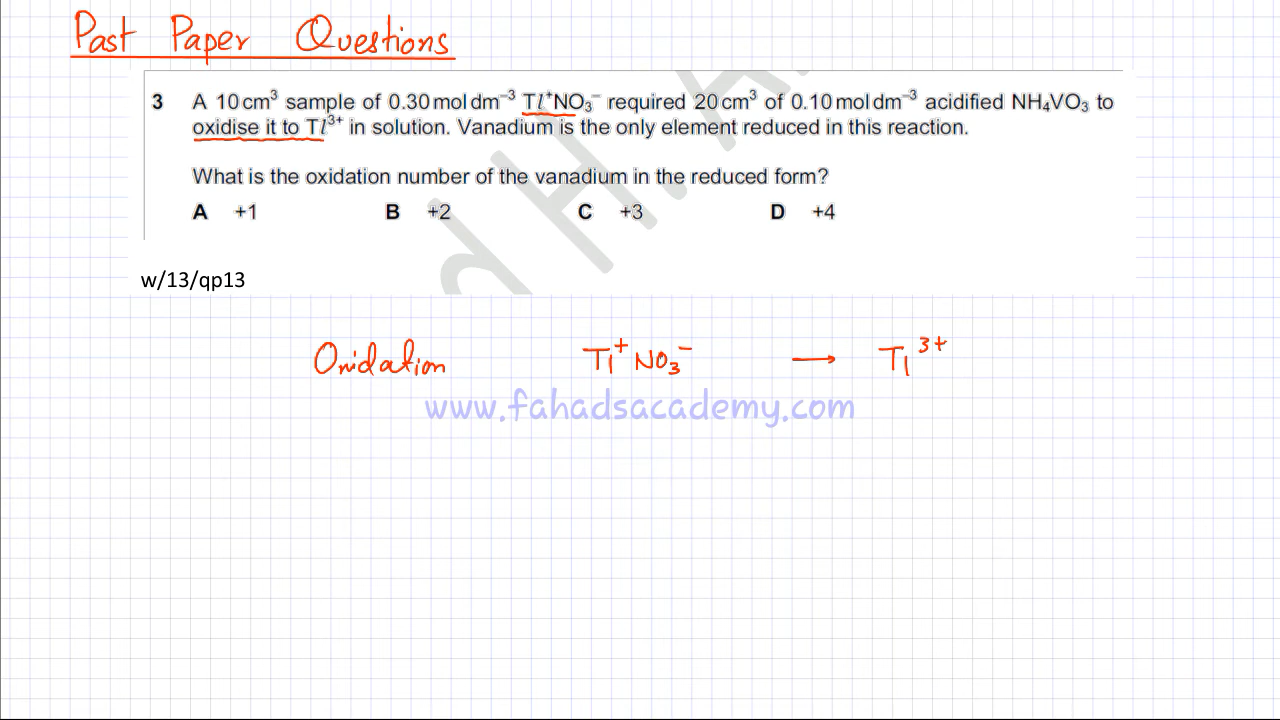 Past Paper Questions
3 A 10 cm³ sample of 0.30 mol dm⁻³ Tl⁺NO₃⁻ required 20 cm³ of 0.10 mol dm⁻³ acidified NH₄VO₃ to
oxidise it to Tl³⁺ in solution. Vanadium is the only element reduced in this reaction.
What is the oxidation number of the vanadium in the reduced form?
A +1 B +2 C +3 D +4
w/13/qp13
Oxidation Tl⁺NO₃⁻ → Tl³⁺
www.fahadsacademy.com